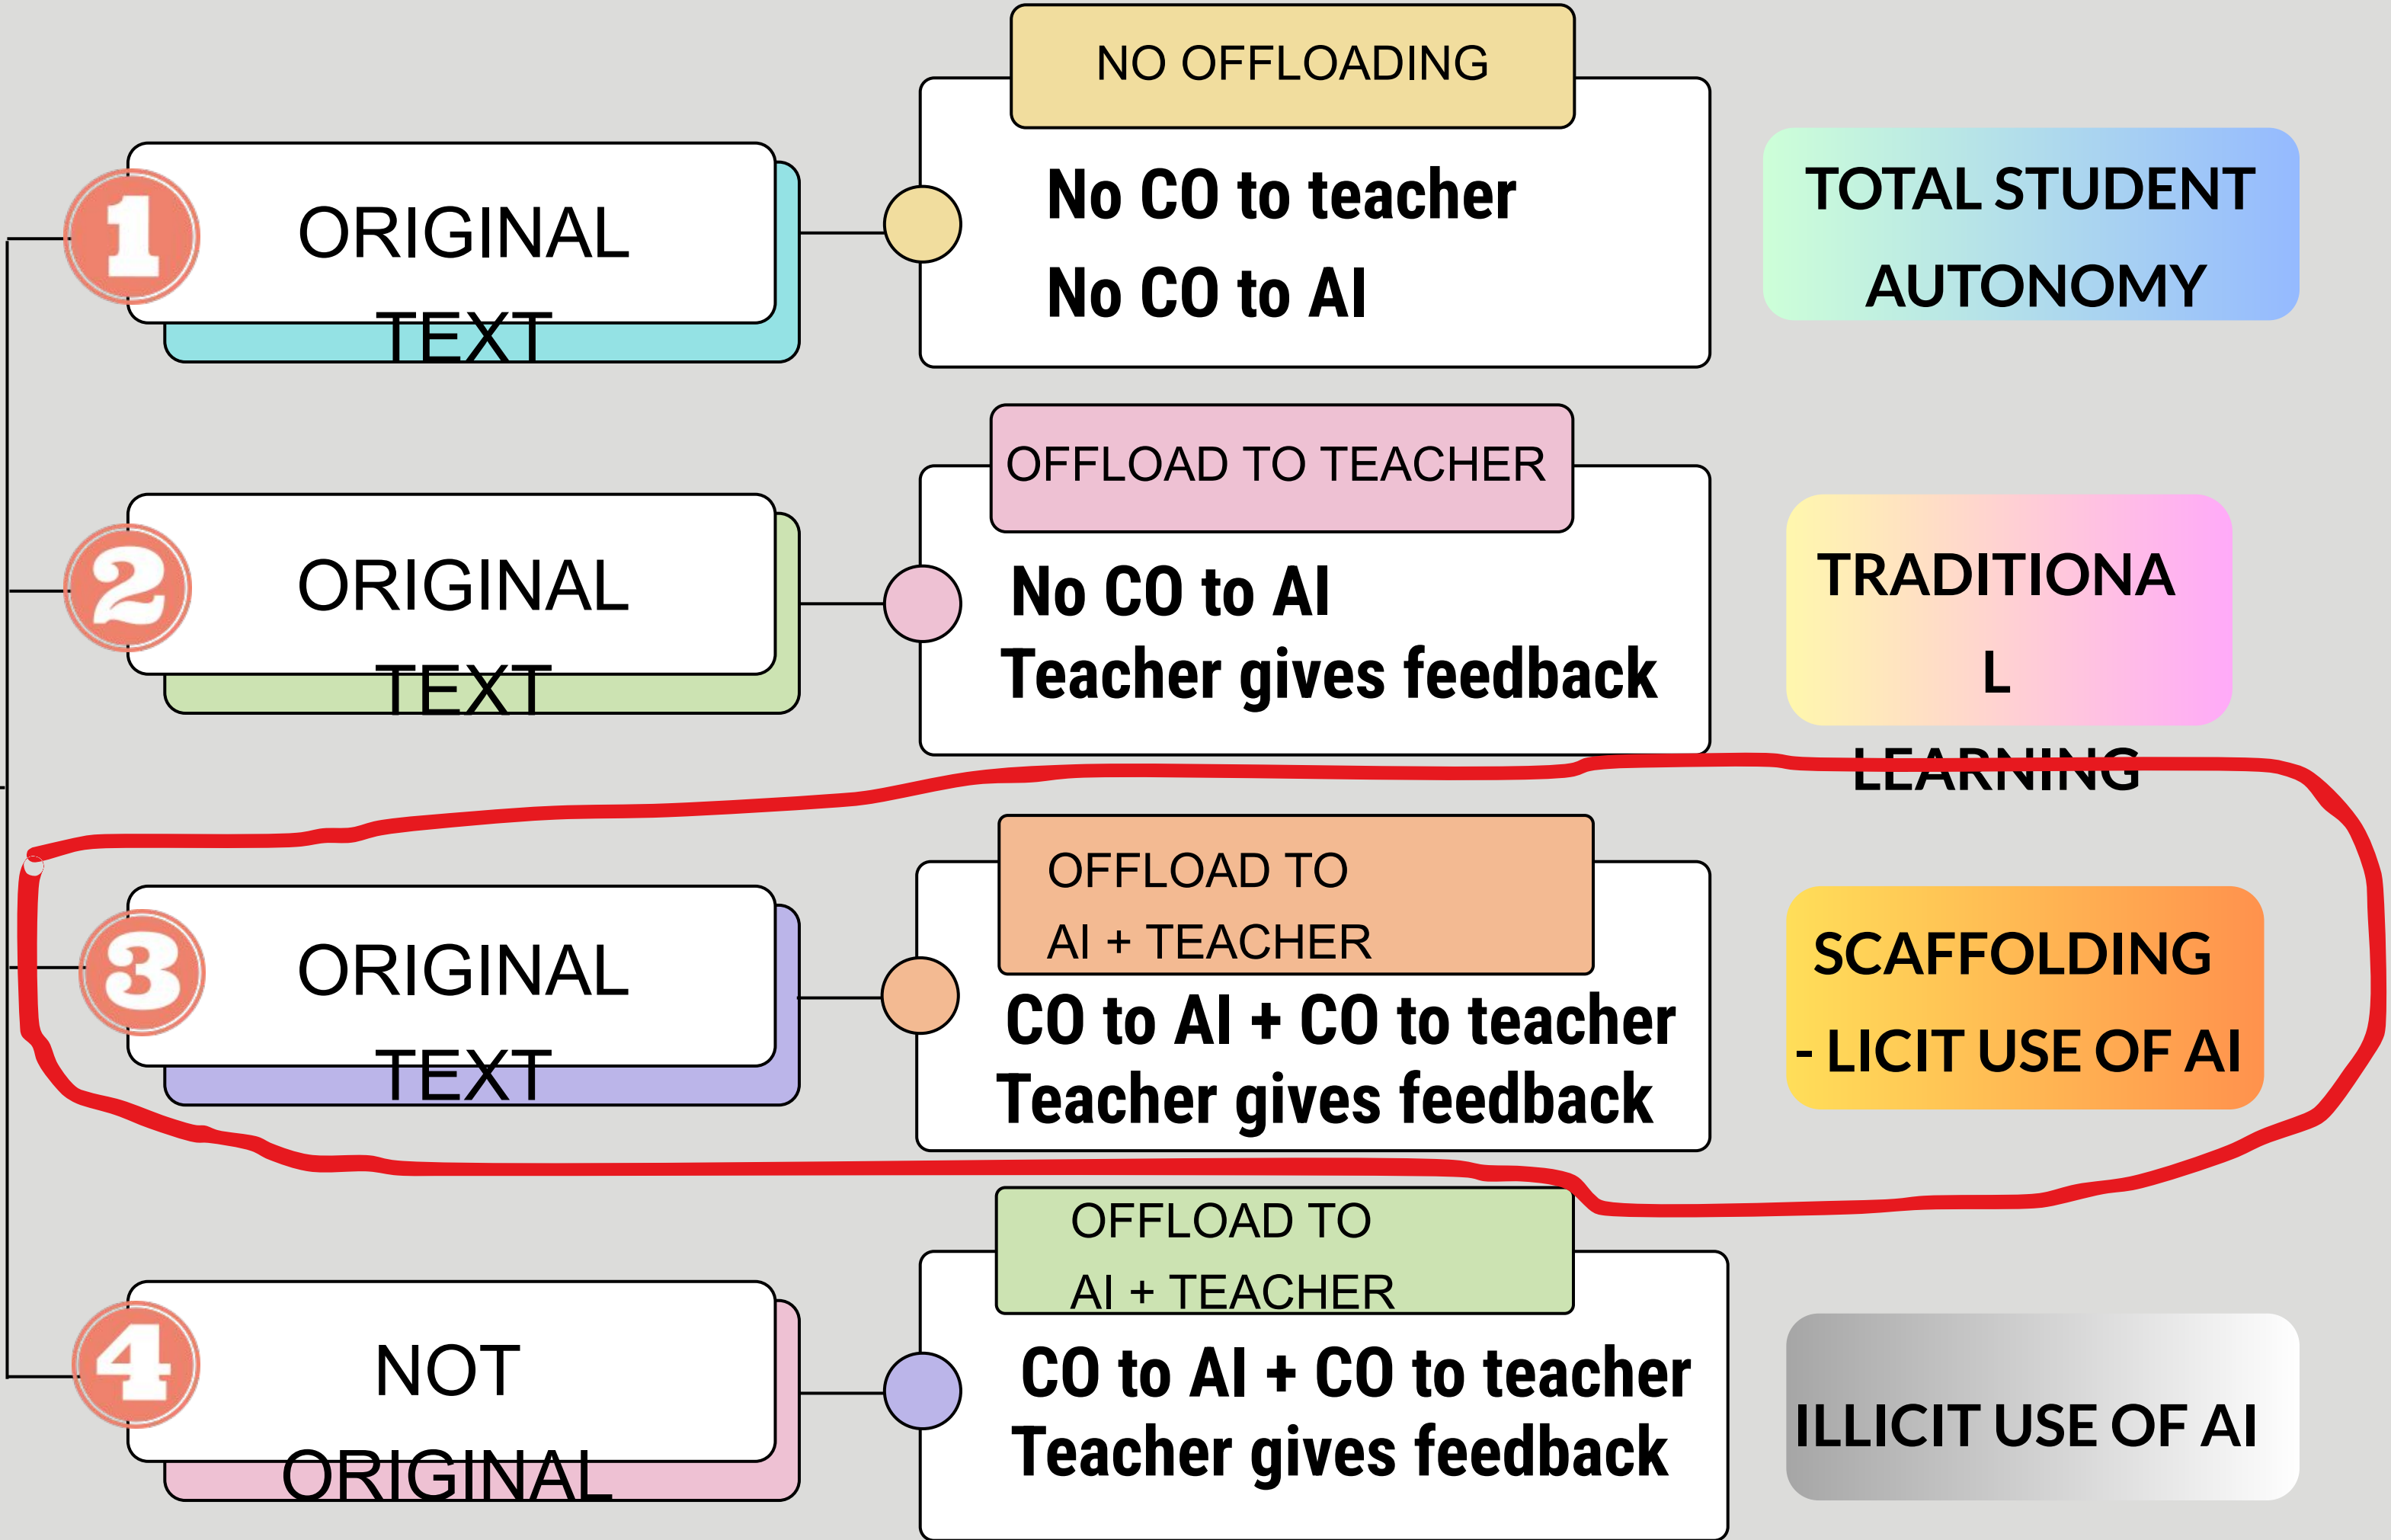 1
ORIGINAL
TEXT
NO OFFLOADING
No CO to teacher
No CO to AI
TOTAL STUDENT
AUTONOMY
2
ORIGINAL
TEXT
OFFLOAD TO TEACHER
No CO to AI
Teacher gives feedback
TRADITIONA
L
LEARNING
3
ORIGINAL
TEXT
OFFLOAD TO
AI + TEACHER
CO to AI + CO to teacher
Teacher gives feedback
SCAFFOLDING
- LICIT USE OF AI
4
NOT
ORIGINAL
OFFLOAD TO
AI + TEACHER
CO to AI + CO to teacher
Teacher gives feedback
ILLICIT USE OF AI